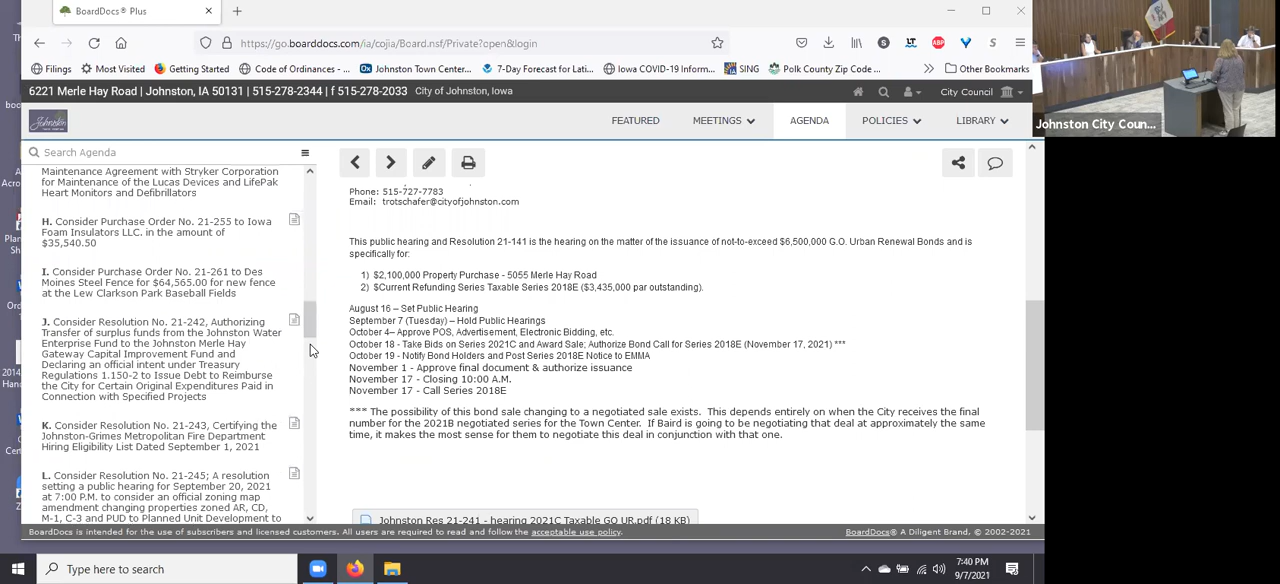 BoardDocs® Plus
https://go.boarddocs.com/ia/cojia/Board.nsf/Private?open&login
Filings
Most Visited
Getting Started
Code of Ordinances -...
Johnston Town Center...
7-Day Forecast for Lati...
Iowa COVID-19 Inform...
SING
Polk County Zip Code ...
Other Bookmarks
6221 Merle Hay Road | Johnston, IA 50131 | 515-278-2344 | f 515-278-2033
City of Johnston, Iowa
City Council
Johnston
FEATURED
MEETINGS
AGENDA
POLICIES
LIBRARY
Search Agenda
Maintenance Agreement with Stryker Corporation
for Maintenance of the Lucas Devices and LifePak
Heart Monitors and Defibrillators
H. Consider Purchase Order No. 21-255 to Iowa
Foam Insulators LLC. in the amount of
$35,540.50
I. Consider Purchase Order No. 21-261 to Des
Moines Steel Fence for $64,565.00 for new fence
at the Lew Clarkson Park Baseball Fields
J. Consider Resolution No. 21-242, Authorizing
Transfer of surplus funds from the Johnston Water
Enterprise Fund to the Johnston Merle Hay
Gateway Capital Improvement Fund and
Declaring an official intent under Treasury
Regulations 1.150-2 to Issue Debt to Reimburse
the City for Certain Original Expenditures Paid in
Connection with Specified Projects
K. Consider Resolution No. 21-243, Certifying the
Johnston-Grimes Metropolitan Fire Department
Hiring Eligibility List Dated September 1, 2021
L. Consider Resolution No. 21-245; A resolution
setting a public hearing for September 20, 2021
at 7:00 P.M. to consider an official zoning map
amendment changing properties zoned AR, CD,
M-1, C-3 and PUD to Planned Unit Development to
Phone: 515-727-7783
Email: trotschafer@cityofjohnston.com
This public hearing and Resolution 21-141 is the hearing on the matter of the issuance of not-to-exceed $6,500,000 G.O. Urban Renewal Bonds and is
specifically for:
1) $2,100,000 Property Purchase - 5055 Merle Hay Road
2) $Current Refunding Series Taxable Series 2018E ($3,435,000 par outstanding).
August 16 – Set Public Hearing
September 7 (Tuesday) – Hold Public Hearings
October 4– Approve POS, Advertisement, Electronic Bidding, etc.
October 18 - Take Bids on Series 2021C and Award Sale; Authorize Bond Call for Series 2018E (November 17, 2021) ***
October 19 - Notify Bond Holders and Post Series 2018E Notice to EMMA
November 1 - Approve final document & authorize issuance
November 17 - Closing 10:00 A.M.
November 17 - Call Series 2018E
*** The possibility of this bond sale changing to a negotiated sale exists. This depends entirely on when the City receives the final
number for the 2021B negotiated series for the Town Center. If Baird is going to be negotiating that deal at approximately the same
time, it makes the most sense for them to negotiate this deal in conjunction with that one.
Johnston Res 21-241 - hearing 2021C Taxable GO UR.pdf (18 KB)
BoardDocs is intended for the use of subscribers and licensed customers. All users are required to read and follow the acceptable use policy.
BoardDocs® A Diligent Brand, © 2002-2021
Type here to search
7:40 PM
9/7/2021
Johnston City Coun...